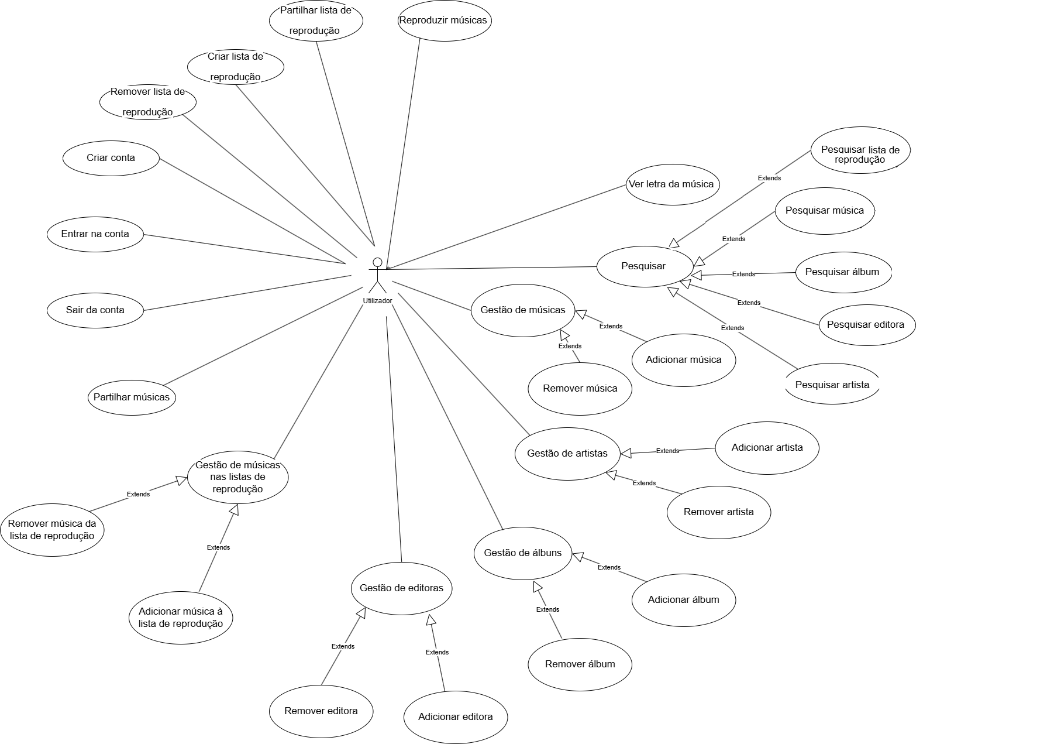 Partilhar lista de
reprodução
Reproduzir músicas
Criar lista de
reprodução
Remover lista de
reprodução
Criar conta
Entrar na conta
Sair da conta
Partilhar músicas
Utilizador
Ver letra da música
Pesquisar
Extends
Pesquisar lista de
reprodução
Extends
Pesquisar música
Extends
Pesquisar álbum
Extends
Pesquisar editora
Extends
Pesquisar artista
Gestão de músicas
Extends
Adicionar música
Extends
Remover música
Gestão de artistas
Extends
Adicionar artista
Extends
Remover artista
Gestão de músicas
nas listas de
reprodução
Extends
Remover música da
lista de reprodução
Extends
Adicionar música à
lista de reprodução
Gestão de álbuns
Extends
Adicionar álbum
Extends
Remover álbum
Gestão de editoras
Extends
Remover editora
Extends
Adicionar editora